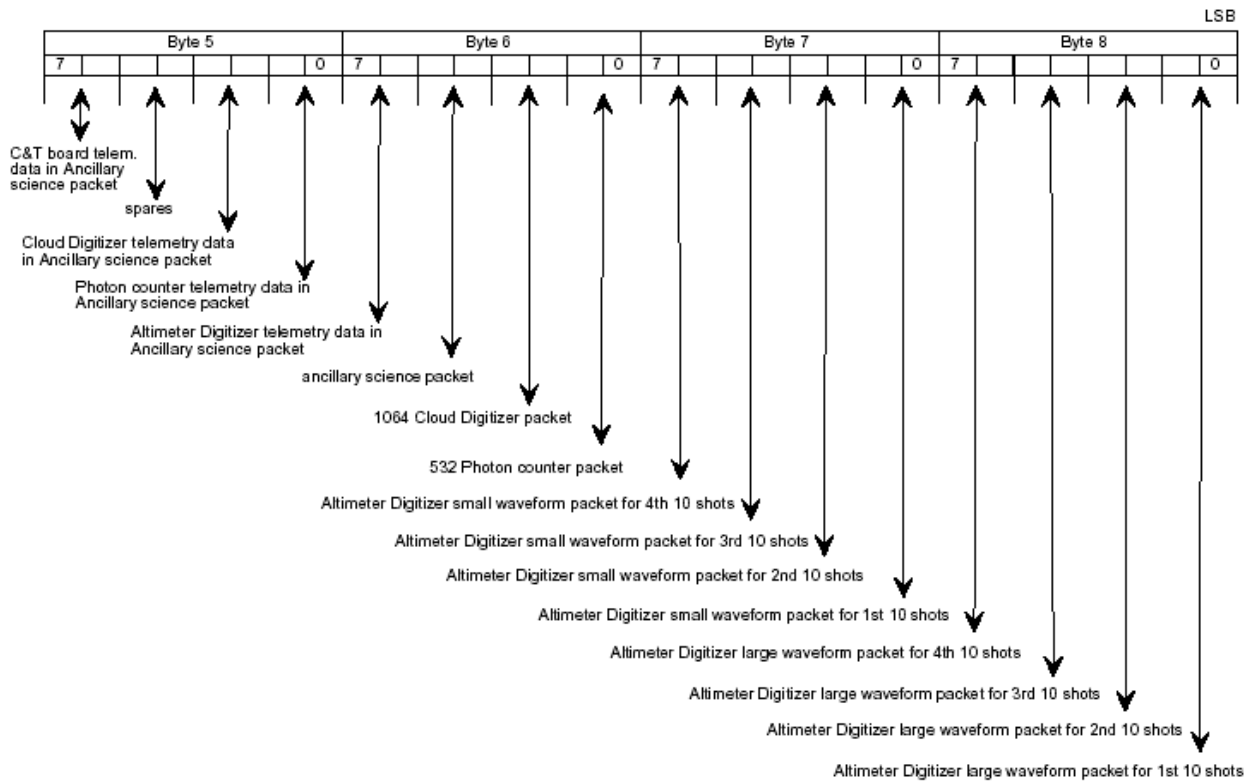 LSB
Byte 5 Byte 6 Byte 7 Byte 8
7 0 7 0 7 0 7 0
C&T board telem.
data in Ancillary
science packet
spares
Cloud Digitizer telemetry data
in Ancillary science packet
Photon counter telemetry data in
Ancillary science packet
Altimeter Digitizer telemetry data in
Ancillary science packet
ancillary science packet
1064 Cloud Digitizer packet
532 Photon counter packet
Altimeter Digitizer small waveform packet for 4th 10 shots
Altimeter Digitizer small waveform packet for 3rd 10 shots
Altimeter Digitizer small waveform packet for 2nd 10 shots
Altimeter Digitizer small waveform packet for 1st 10 shots
Altimeter Digitizer large waveform packet for 4th 10 shots
Altimeter Digitizer large waveform packet for 3rd 10 shots
Altimeter Digitizer large waveform packet for 2nd 10 shots
Altimeter Digitizer large waveform packet for 1st 10 shots